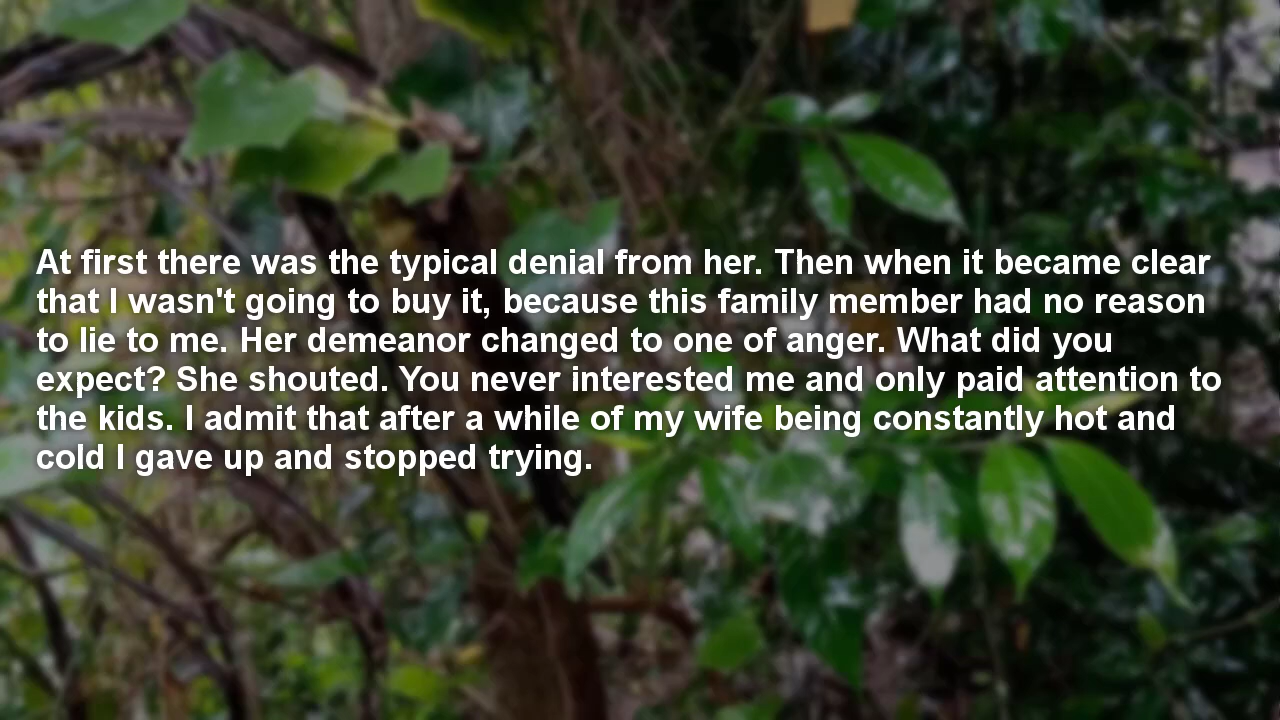 At first there was the typical denial from her. Then when it became clear
that I wasn't going to buy it, because this family member had no reason
to lie to me. Her demeanor changed to one of anger. What did you
expect? She shouted. You never interested me and only paid attention to
the kids. I admit that after a while of my wife being constantly hot and
cold I gave up and stopped trying.